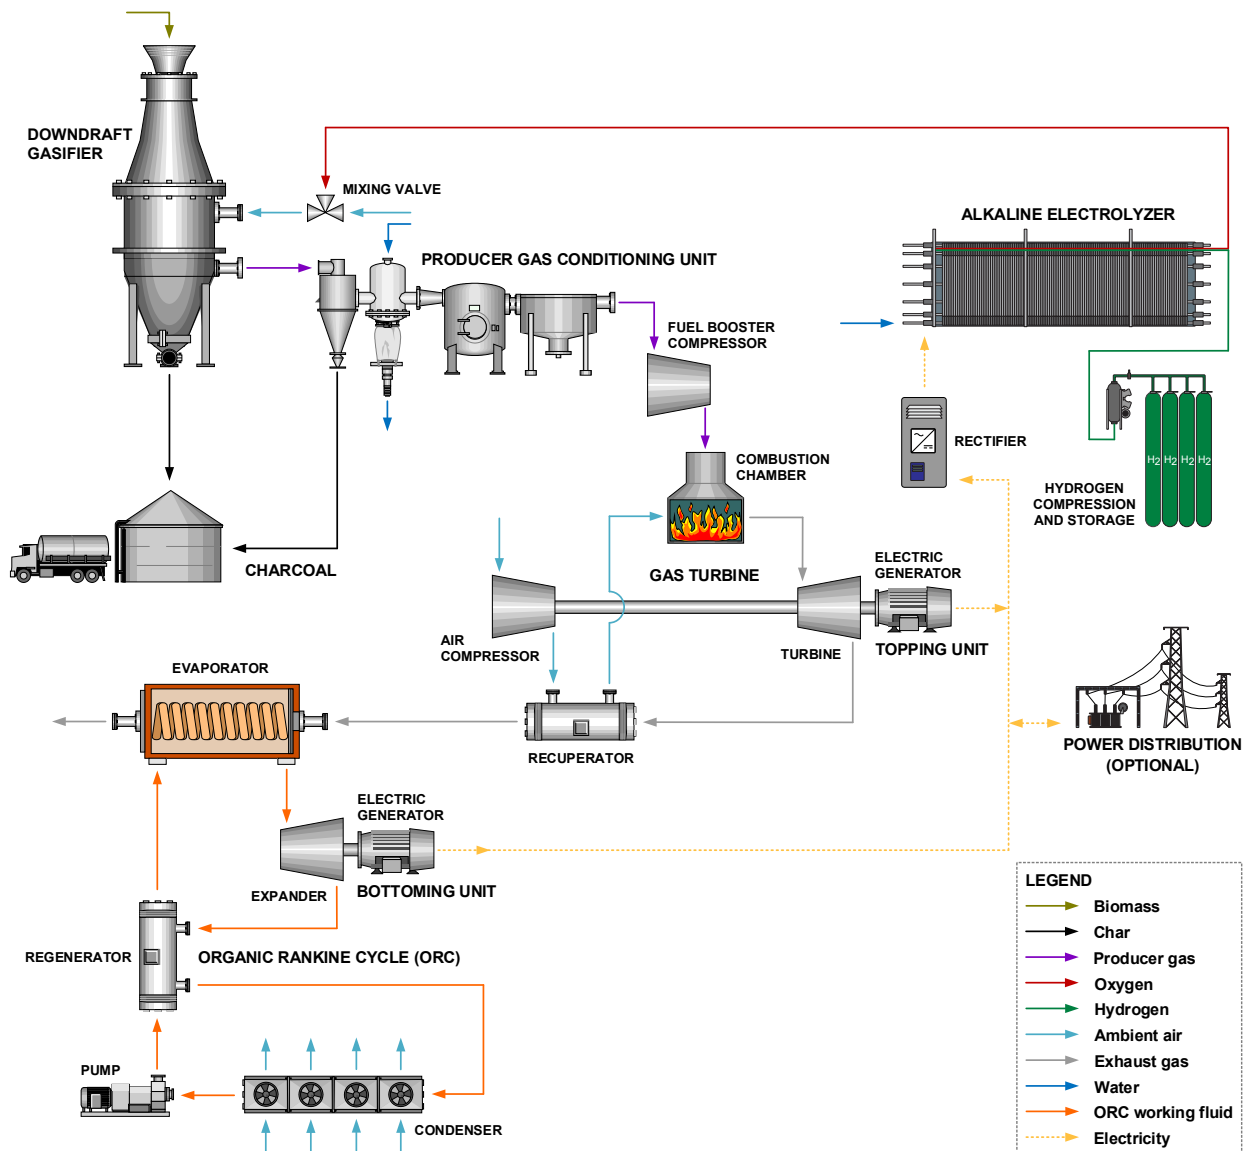 DOWNDRAFT
GASIFIER
MIXING VALVE
ALKALINE ELECTROLYZER
PRODUCER GAS CONDITIONING UNIT
FUEL BOOSTER
COMPRESSOR
RECTIFIER
COMBUSTION
CHAMBER
H2 H2 H2 H2
HYDROGEN
COMPRESSION
AND STORAGE
CHARCOAL
GAS TURBINE
ELECTRIC
GENERATOR
AIR
COMPRESSOR
TURBINE
TOPPING UNIT
EVAPORATOR
RECUPERATOR
POWER DISTRIBUTION
(OPTIONAL)
ELECTRIC
GENERATOR
EXPANDER
BOTTOMING UNIT
REGENERATOR
ORGANIC RANKINE CYCLE (ORC)
PUMP
CONDENSER
LEGEND
Biomass
Char
Producer gas
Oxygen
Hydrogen
Ambient air
Exhaust gas
Water
ORC working fluid
Electricity